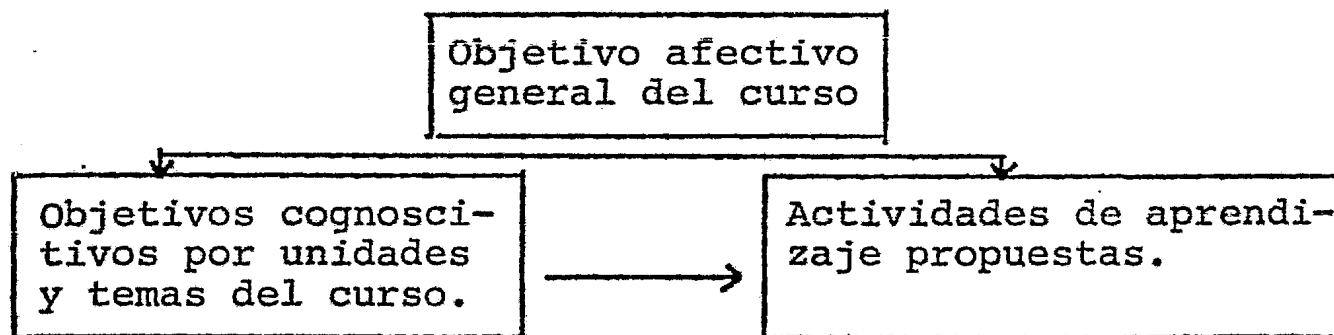 Objetivo afectivo
general del curso
Objetivos cognosci-
tivos por unidades
y temas del curso.
Actividades de aprendi-
zaje propuestas.